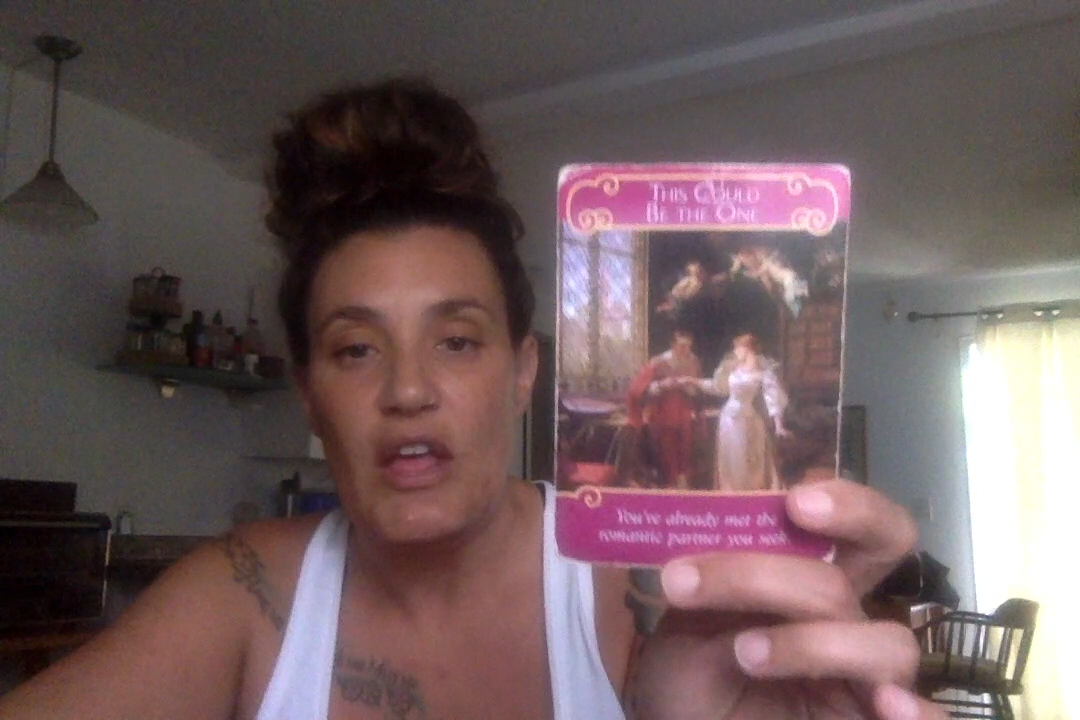 This Could
Be the One
You've already met the
romantic partner you seek.